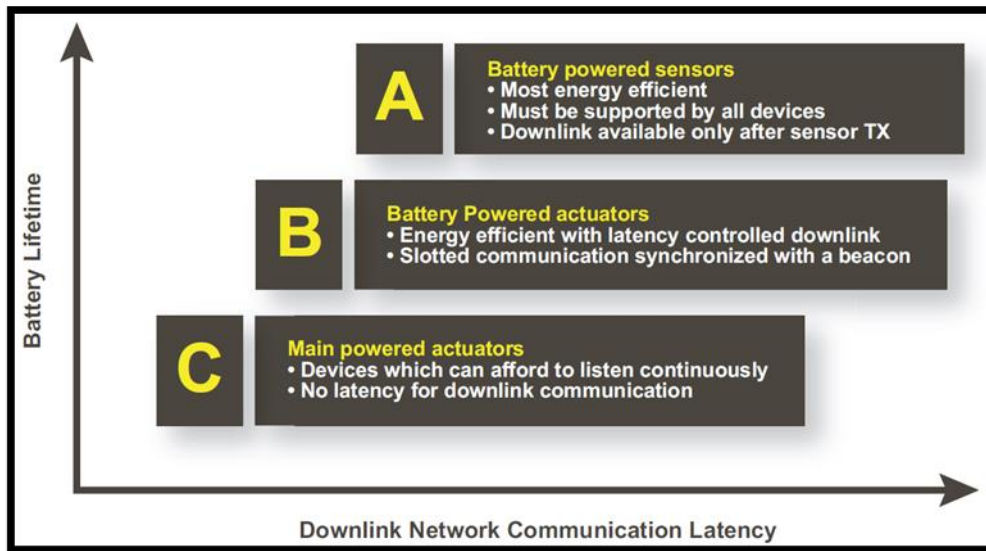 A
Battery powered sensors
• Most energy efficient
• Must be supported by all devices
• Downlink available only after sensor TX
B
Battery Powered actuators
• Energy efficient with latency controlled downlink
• Slotted communication synchronized with a beacon
C
Main powered actuators
• Devices which can afford to listen continuously
• No latency for downlink communication
Battery Lifetime
Downlink Network Communication Latency